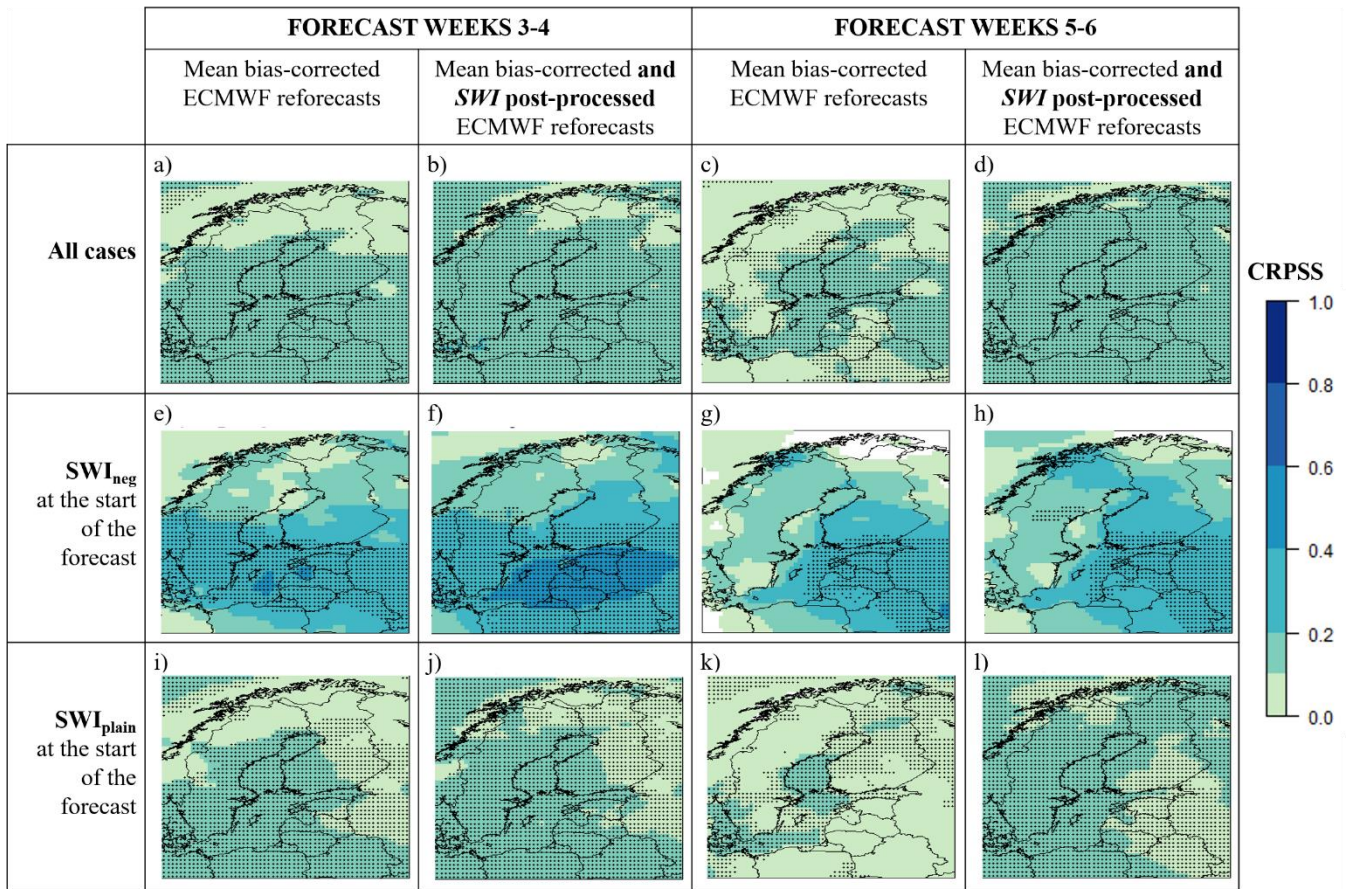 FORECAST WEEKS 3-4
FORECAST WEEKS 5-6
Mean bias-corrected
ECMWF reforecasts
Mean bias-corrected and
SWI post-processed
ECMWF reforecasts
Mean bias-corrected
ECMWF reforecasts
Mean bias-corrected and
SWI post-processed
ECMWF reforecasts
All cases
a)
b)
c)
d)
SWIneg
at the start
of the
forecast
e)
f)
g)
h)
SWIplain
at the start
of the
forecast
i)
j)
k)
l)
CRPSS
1.0
0.8
0.6
0.4
0.2
0.0